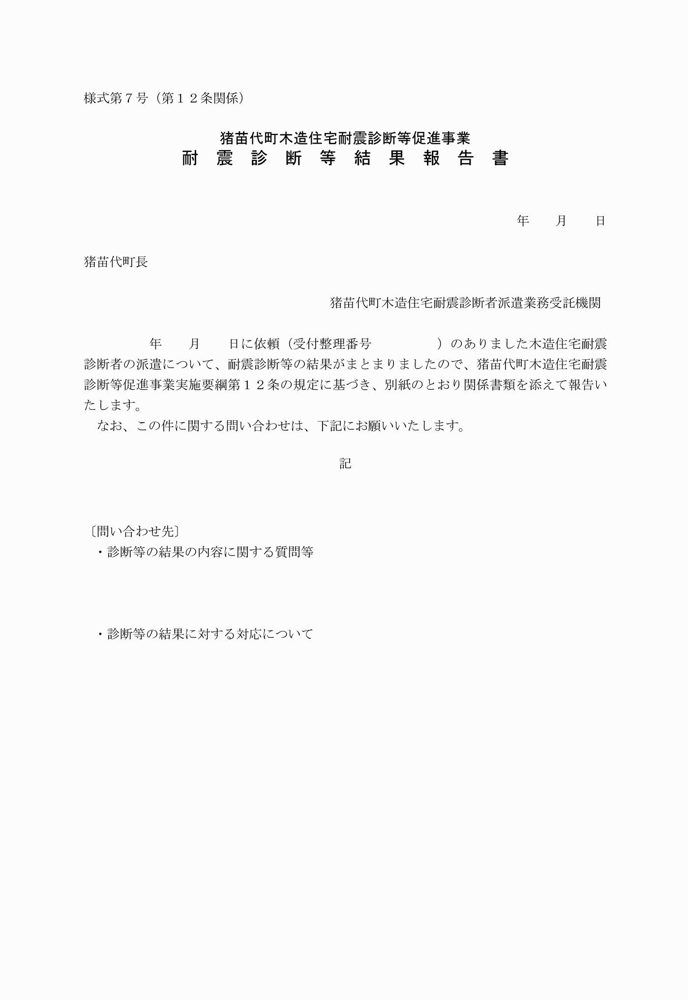 様式第７号（第１２条関係）
猪苗代町木造住宅耐震診断等促進事業
耐　震　診　断　等　結　果　報　告　書
年　　月　　日
猪苗代町長
猪苗代町木造住宅耐震診断者派遣業務受託機関
年　　月　　日に依頼（受付整理番号　　　　　）のありました木造住宅耐震
診断者の派遣について、耐震診断等の結果がまとまりましたので、猪苗代町木造住宅耐震
診断等促進事業実施要綱第１２条の規定に基づき、別紙のとおり関係書類を添えて報告い
たします。
なお、この件に関する問い合わせは、下記にお願いいたします。
記
〔問い合わせ先〕
・診断等の結果の内容に関する質問等
・診断等の結果に対する対応について